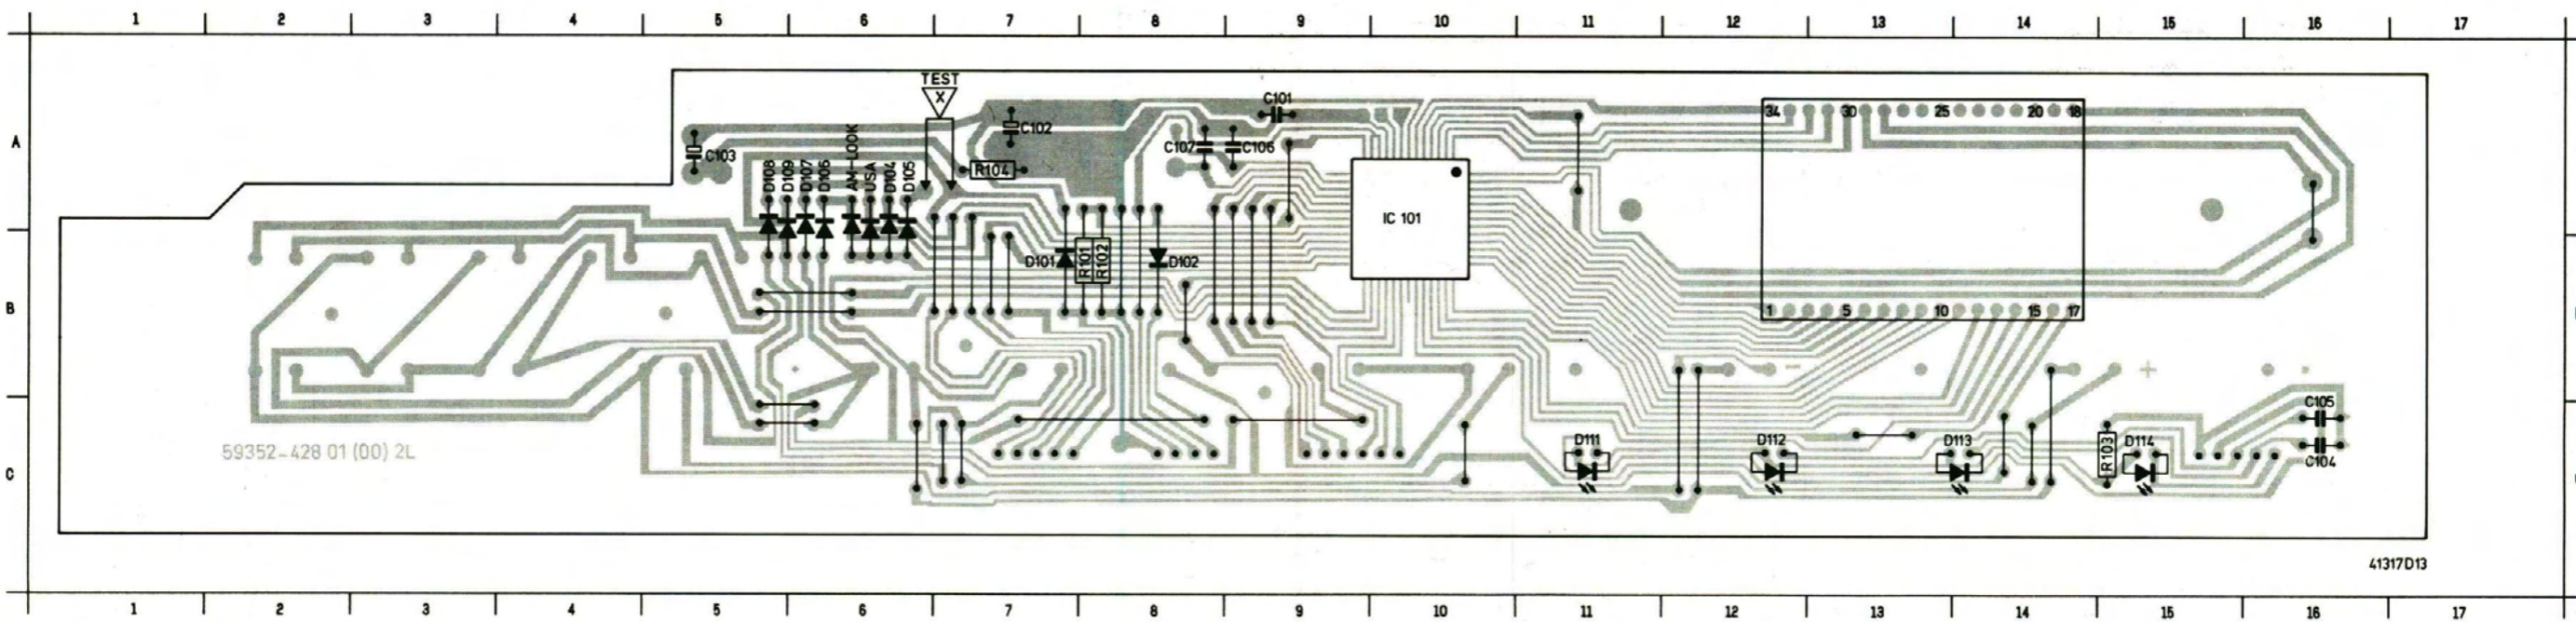 1 2 3 4 5 6 7 8 9 10 11 12 13 14 15 16 17
TEST
X
C101
34 30 25 20 18
A
C102
C103
C107 C106
R104
D108 D109 D107 D106 AM-LOOK USA D104 D105
IC 101
D101 R101 R102 D102
B
1 5 10 15 17
- +
C105
59352-428 01 (00) 2L
D111 D112 D113 R103 D114
C104
C
41317D13
1 2 3 4 5 6 7 8 9 10 11 12 13 14 15 16 17